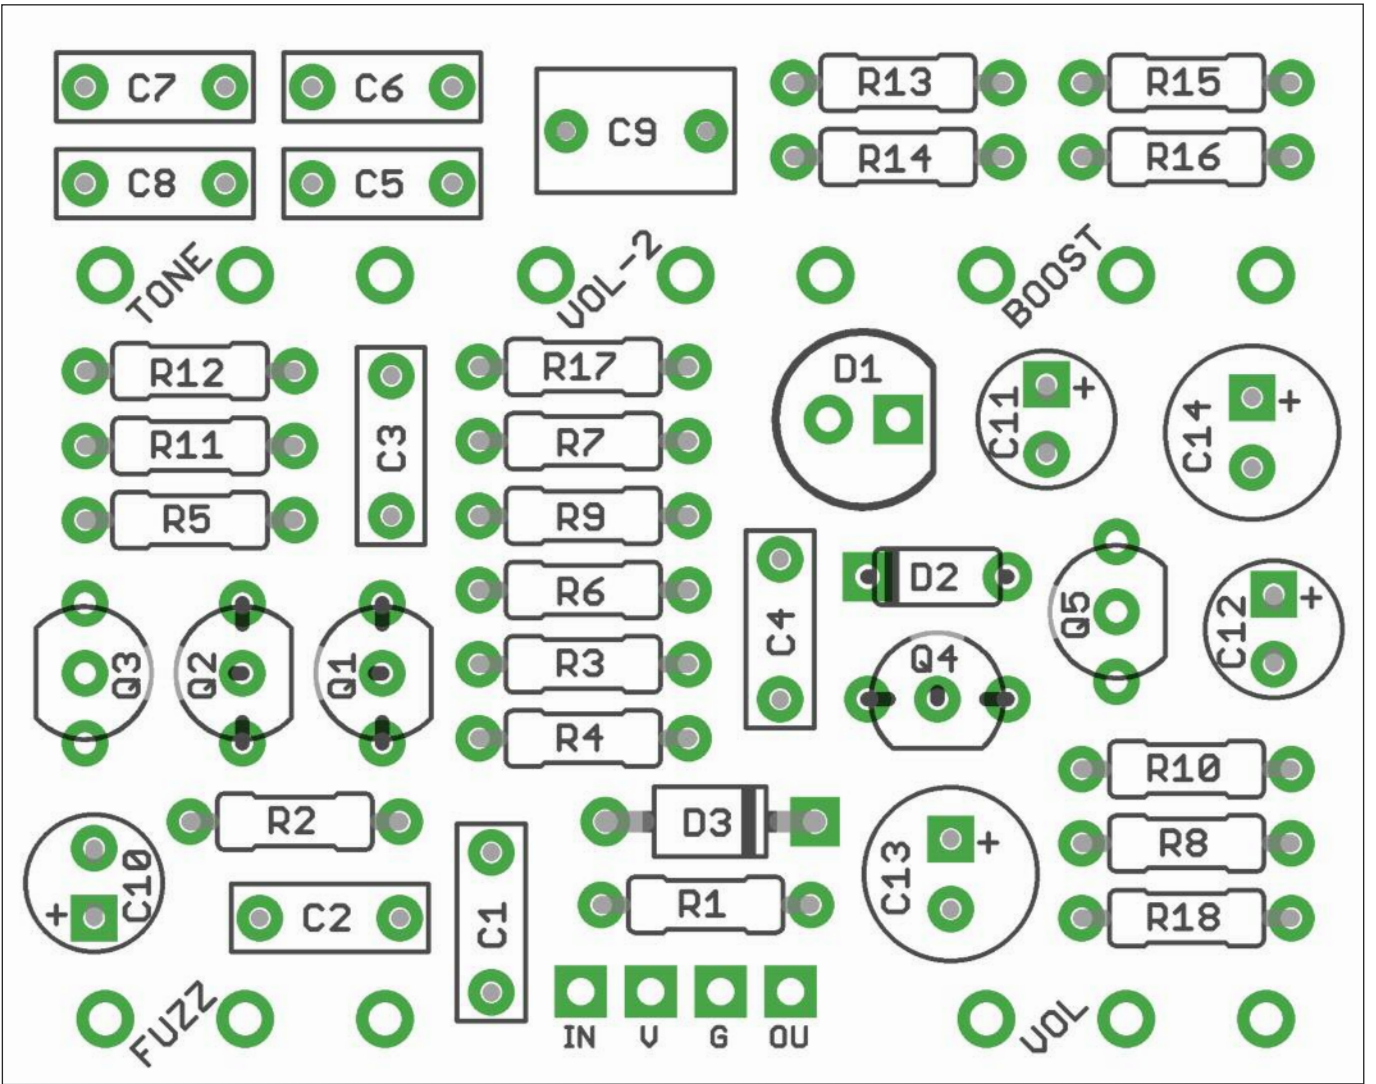 C7
C6
C9
R13
R15
C8
C5
R14
R16
TONE
VOL-2
BOOST
R12
R17
D1
C11
+
C14
+
R11
C3
R7
R5
R9
R6
D2
Q5
C12
+
Q3
Q2
Q1
R3
C4
Q4
R4
R10
C10
+
R2
D3
C13
+
R8
C2
C1
R1
R18
FUZZ
IN
V
G
OU
VOL